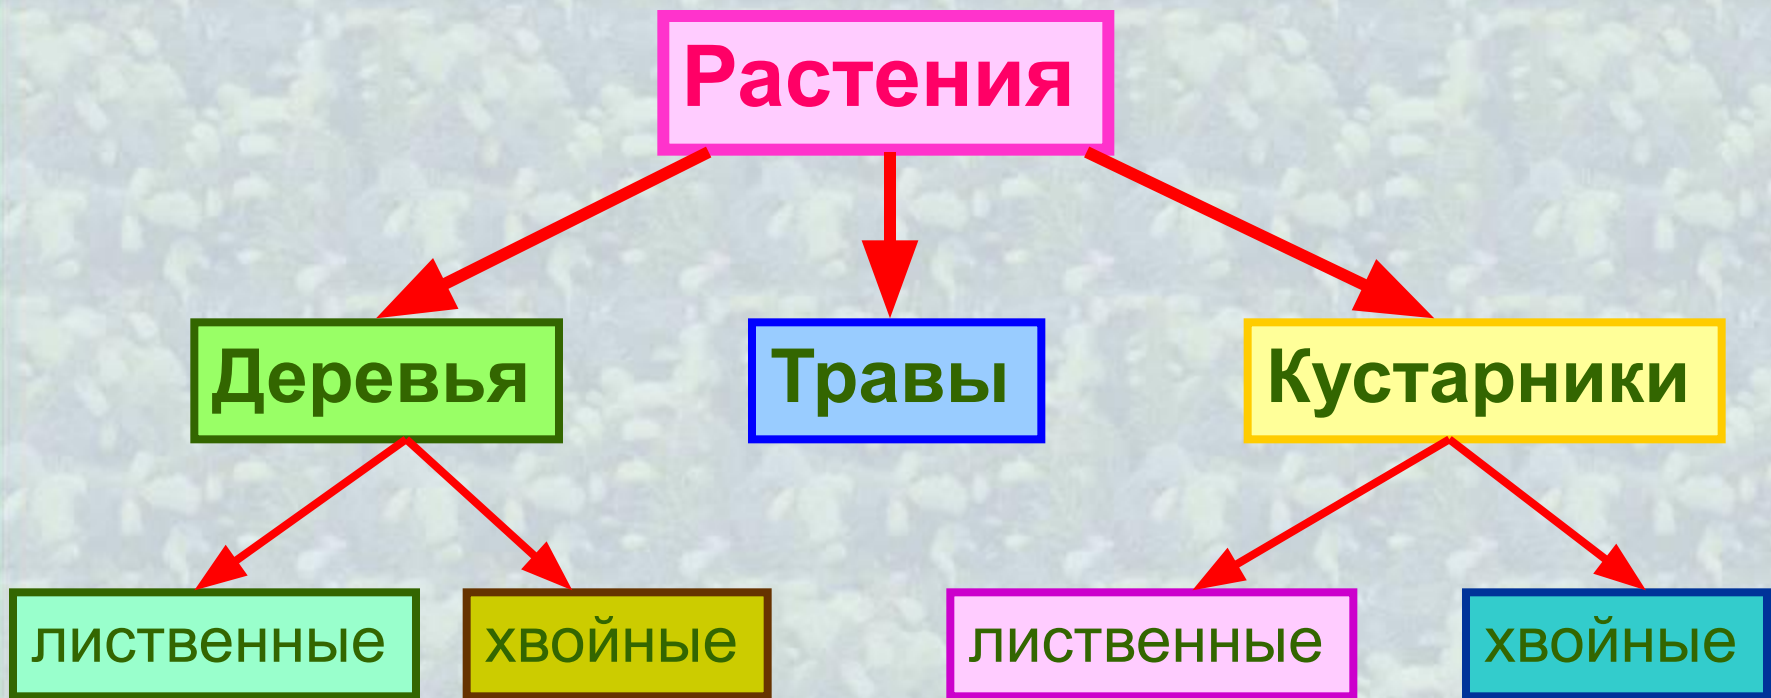 Растения
Деревья
Травы
Кустарники
лиственные
хвойные
лиственные
хвойные